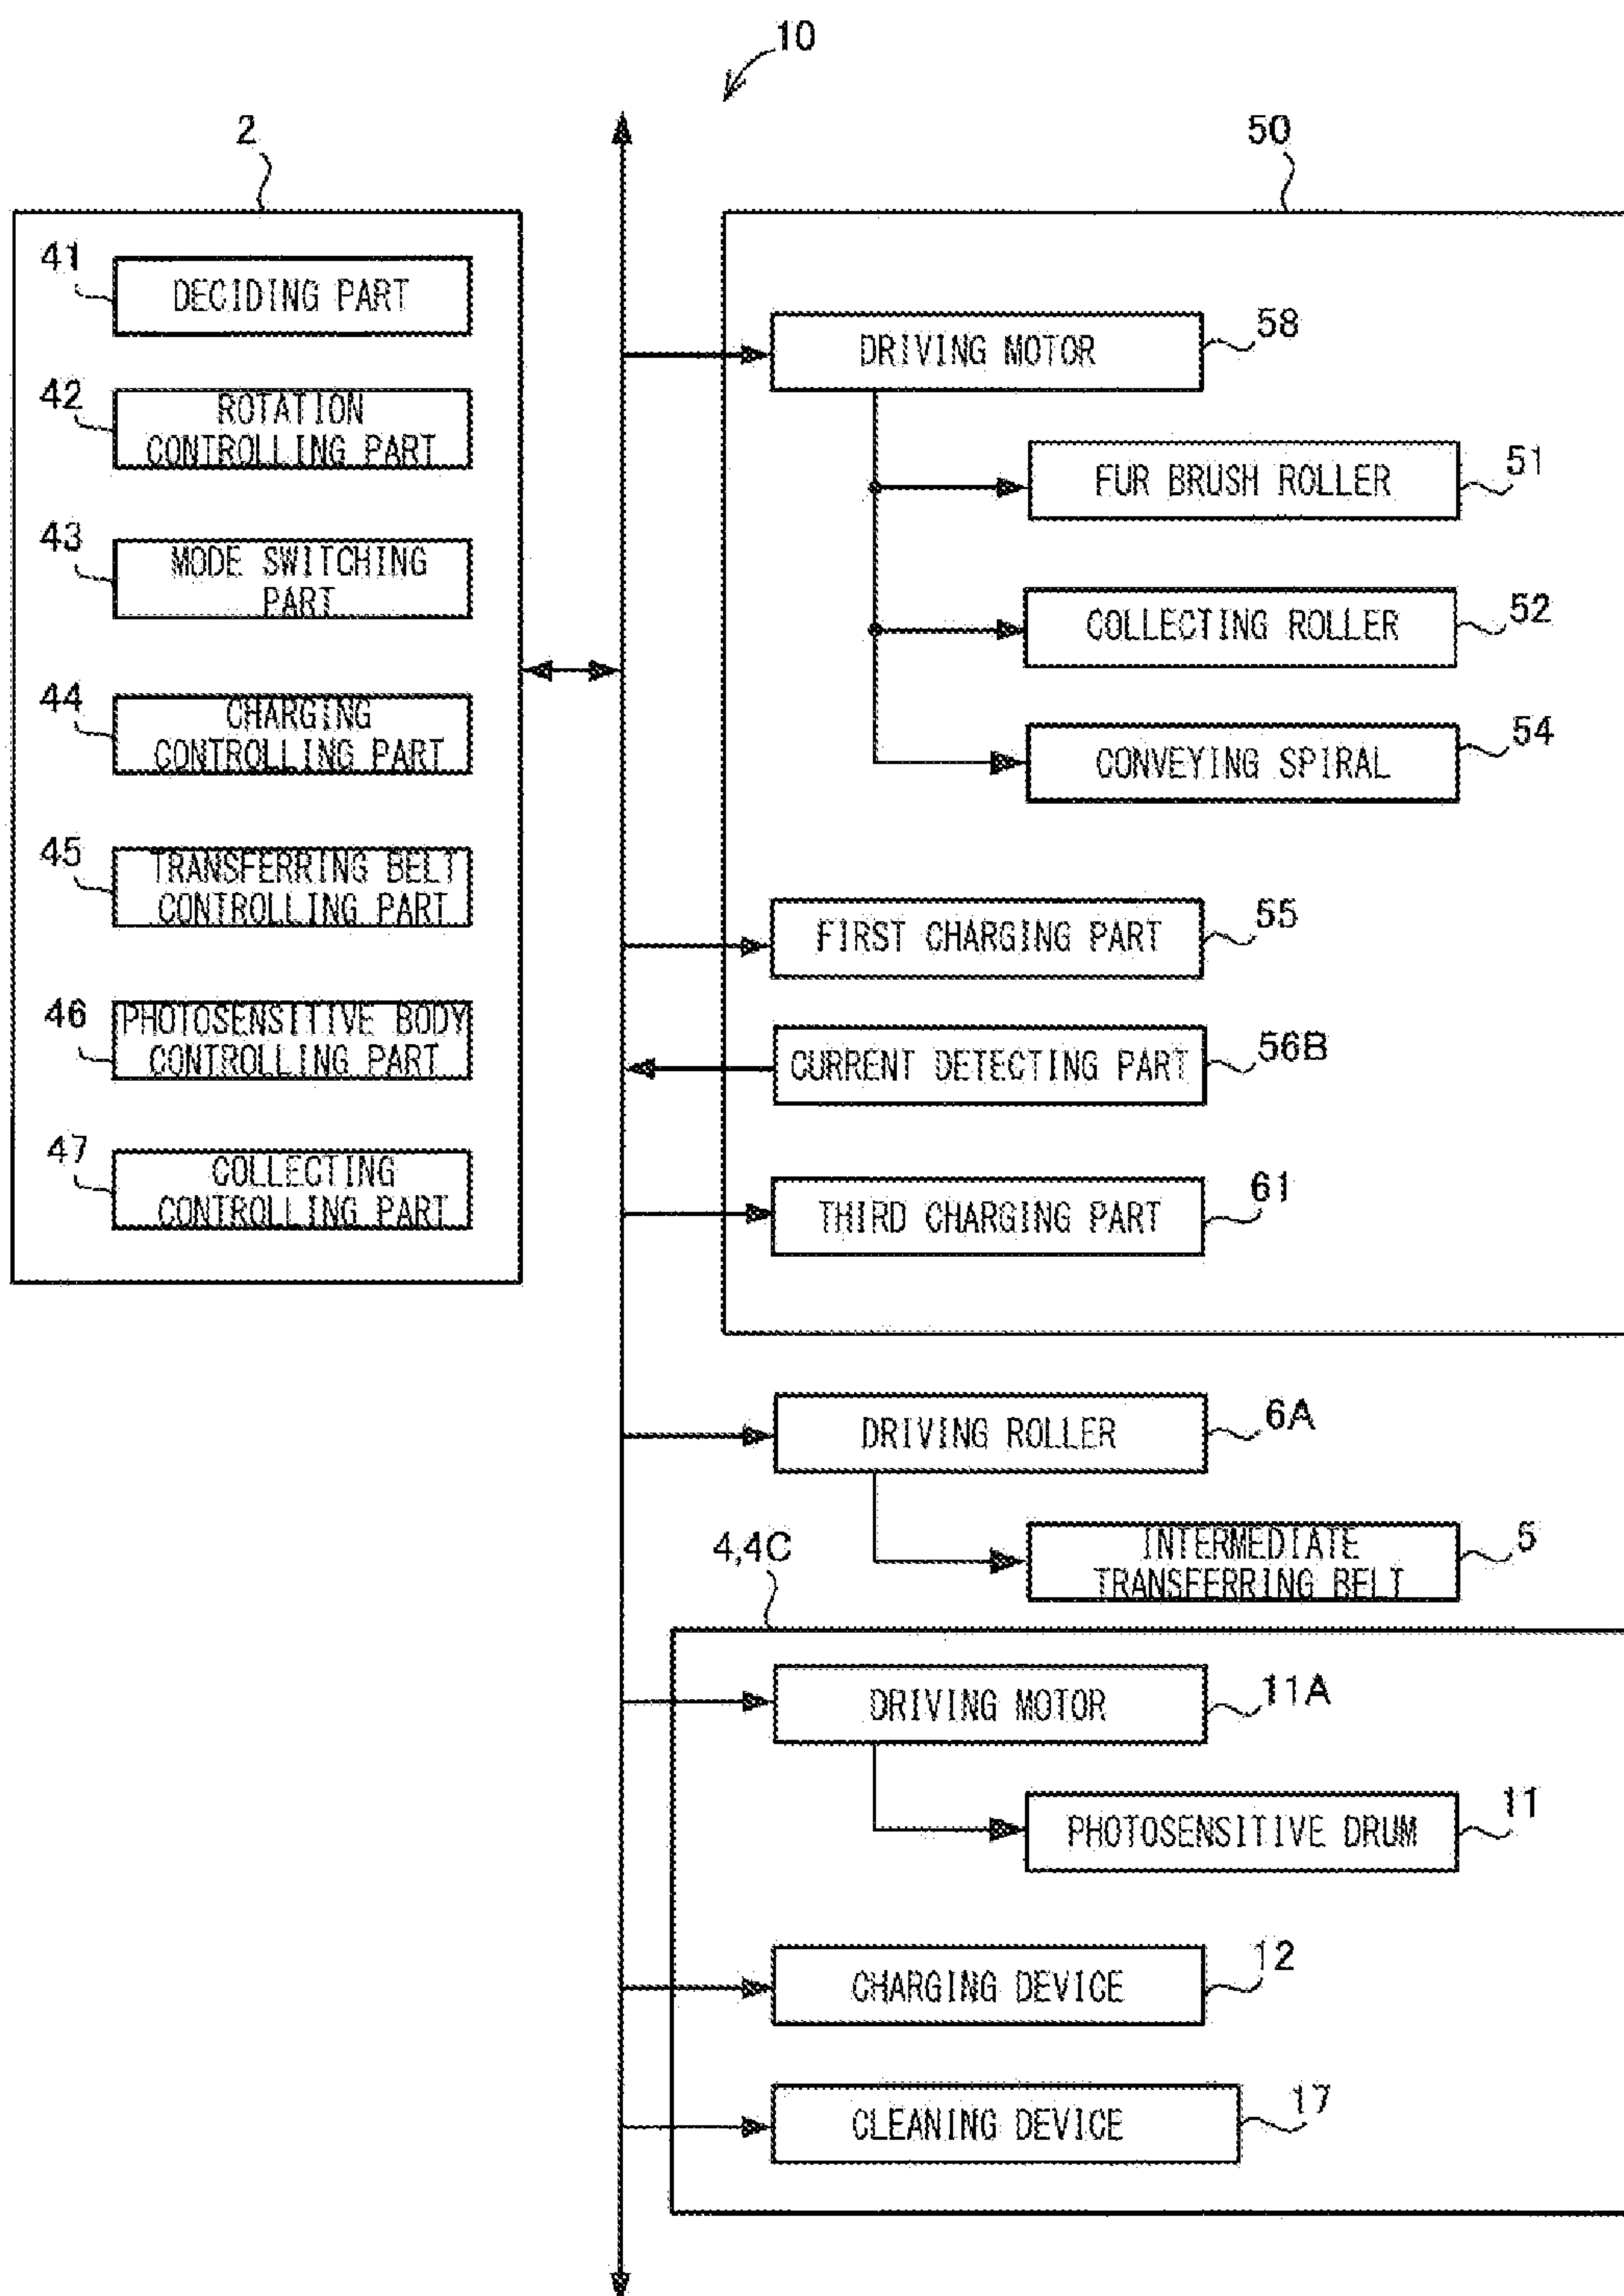 10
2
41
DECIDING PART
42
ROTATION
CONTROLLING PART
43
MODE SWITCHING
PART
44
CHARGING
CONTROLLING PART
45
TRANSFERRING BELT
CONTROLLING PART
46
PHOTOSENSITIVE BODY
CONTROLLING PART
47
COLLECTING
CONTROLLING PART
50
DRIVING MOTOR
58
FUR BRUSH ROLLER
51
COLLECTING ROLLER
52
CONVEYING SPIRAL
54
FIRST CHARGING PART
55
CURRENT DETECTING PART
56B
THIRD CHARGING PART
61
DRIVING ROLLER
6A
INTERMEDIATE
TRANSFERRING BELT
5
4,4C
DRIVING MOTOR
11A
PHOTOSENSITIVE DRUM
11
CHARGING DEVICE
12
CLEANING DEVICE
17